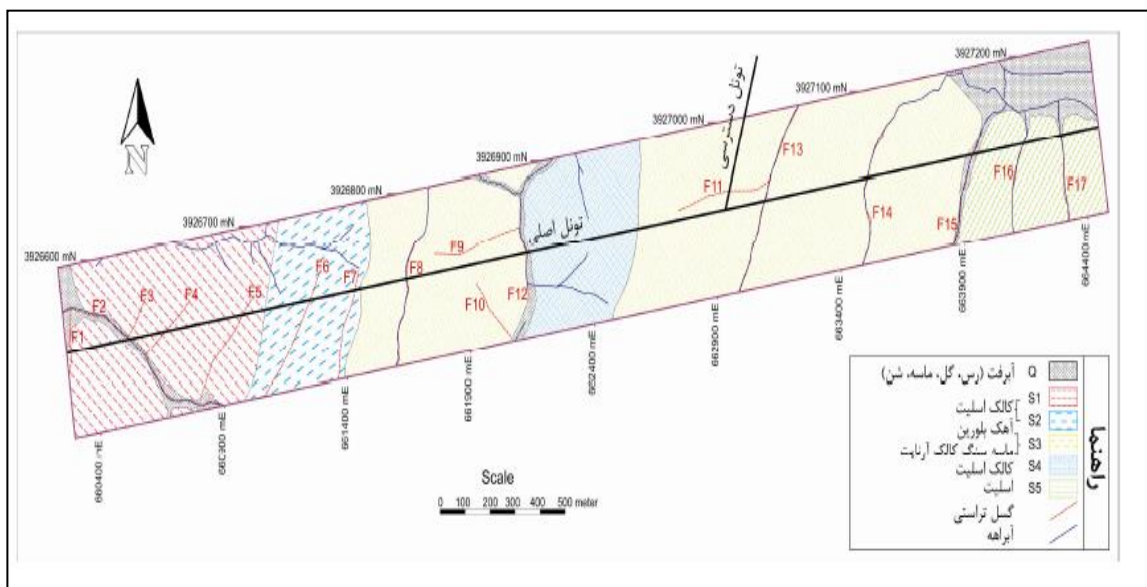 3926600 mN
3926700 mN
3926800 mN
3926900 mN
3927000 mN
3927100 mN
3927200 mN
N
تونل دسترسی
تونل اصلی
F1
F2
F3
F4
F5
F6
F7
F8
F9
F10
F11
F12
F13
F14
F15
F16
F17
660400 mE
660900 mE
661400 mE
661900 mE
662400 mE
662900 mE
663400 mE
663900 mE
664400 mE
Scale
0 100 200 300 400 500 meter
راهنما
Q آبرفت (رس، گل، ماسه، شن)
S1
کالک اسلیت
S2
آهک بلورین
S3
ماسه سنگ کالک آرنایت
S4
کالک اسلیت
S5
اسلیت
گسل تراستی
آبراهه